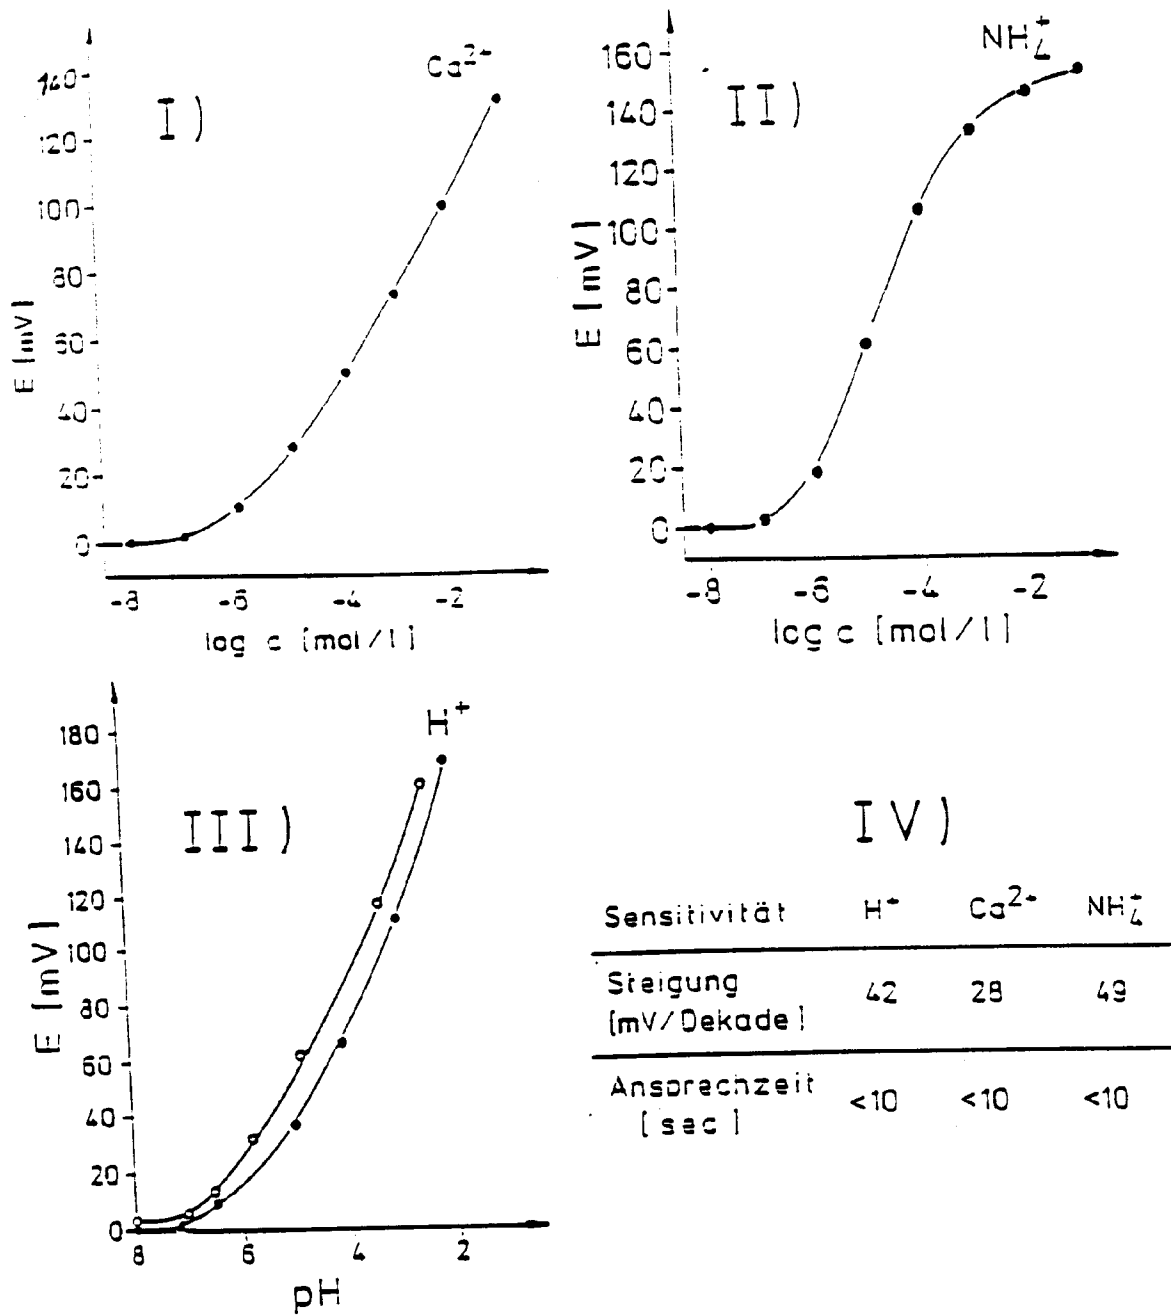 I)
Ca²⁺
E [mV]
140
120
100
80
60
40
20
0
-8 -6 -4 -2
log c [mol/l]
II)
NH₄⁺
E [mV]
160
140
120
100
80
60
40
20
0
-8 -6 -4 -2
log c [mol/l]
III)
H⁺
E [mV]
180
160
140
120
100
80
60
40
20
0
8 6 4 2
pH
IV)
Sensitivität H⁺ Ca²⁺ NH₄⁺
Steigung
[mV/Dekade] 42 28 49
Ansprechzeit
[sec] <10 <10 <10